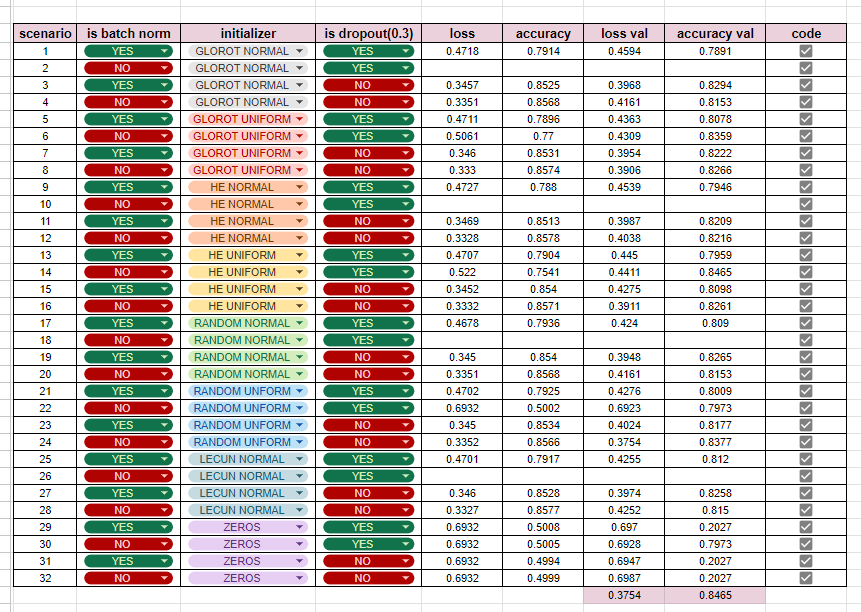 scenario is batch norm initializer is dropout(0.3) loss accuracy loss val accuracy val code
1 YES GLOROT NORMAL YES 0.4718 0.7914 0.4594 0.7891
2 NO GLOROT NORMAL YES
3 YES GLOROT NORMAL NO 0.3457 0.8525 0.3968 0.8294
4 NO GLOROT NORMAL NO 0.3351 0.8568 0.4161 0.8153
5 YES GLOROT UNIFORM YES 0.4711 0.7896 0.4363 0.8078
6 NO GLOROT UNIFORM YES 0.5061 0.77 0.4309 0.8359
7 YES GLOROT UNIFORM NO 0.346 0.8531 0.3954 0.8222
8 NO GLOROT UNIFORM NO 0.333 0.8574 0.3906 0.8266
9 YES HE NORMAL YES 0.4727 0.788 0.4539 0.7946
10 NO HE NORMAL YES
11 YES HE NORMAL NO 0.3469 0.8513 0.3987 0.8209
12 NO HE NORMAL NO 0.3328 0.8578 0.4038 0.8216
13 YES HE UNIFORM YES 0.4707 0.7904 0.445 0.7959
14 NO HE UNIFORM YES 0.522 0.7541 0.4411 0.8465
15 YES HE UNIFORM NO 0.3452 0.854 0.4275 0.8098
16 NO HE UNIFORM NO 0.3332 0.8571 0.3911 0.8261
17 YES RANDOM NORMAL YES 0.4678 0.7936 0.424 0.809
18 NO RANDOM NORMAL YES
19 YES RANDOM NORMAL NO 0.345 0.854 0.3948 0.8265
20 NO RANDOM NORMAL NO 0.3351 0.8568 0.4161 0.8153
21 YES RANDOM UNFORM YES 0.4702 0.7925 0.4276 0.8009
22 NO RANDOM UNFORM YES 0.6932 0.5002 0.6923 0.7973
23 YES RANDOM UNFORM NO 0.345 0.8534 0.4024 0.8177
24 NO RANDOM UNFORM NO 0.3352 0.8566 0.3754 0.8377
25 YES LECUN NORMAL YES 0.4701 0.7917 0.4255 0.812
26 NO LECUN NORMAL YES
27 YES LECUN NORMAL NO 0.346 0.8528 0.3974 0.8258
28 NO LECUN NORMAL NO 0.3327 0.8577 0.4252 0.815
29 YES ZEROS YES 0.6932 0.5008 0.697 0.2027
30 NO ZEROS YES 0.6932 0.5005 0.6928 0.7973
31 YES ZEROS NO 0.6932 0.4994 0.6947 0.2027
32 NO ZEROS NO 0.6932 0.4999 0.6987 0.2027
0.3754 0.8465